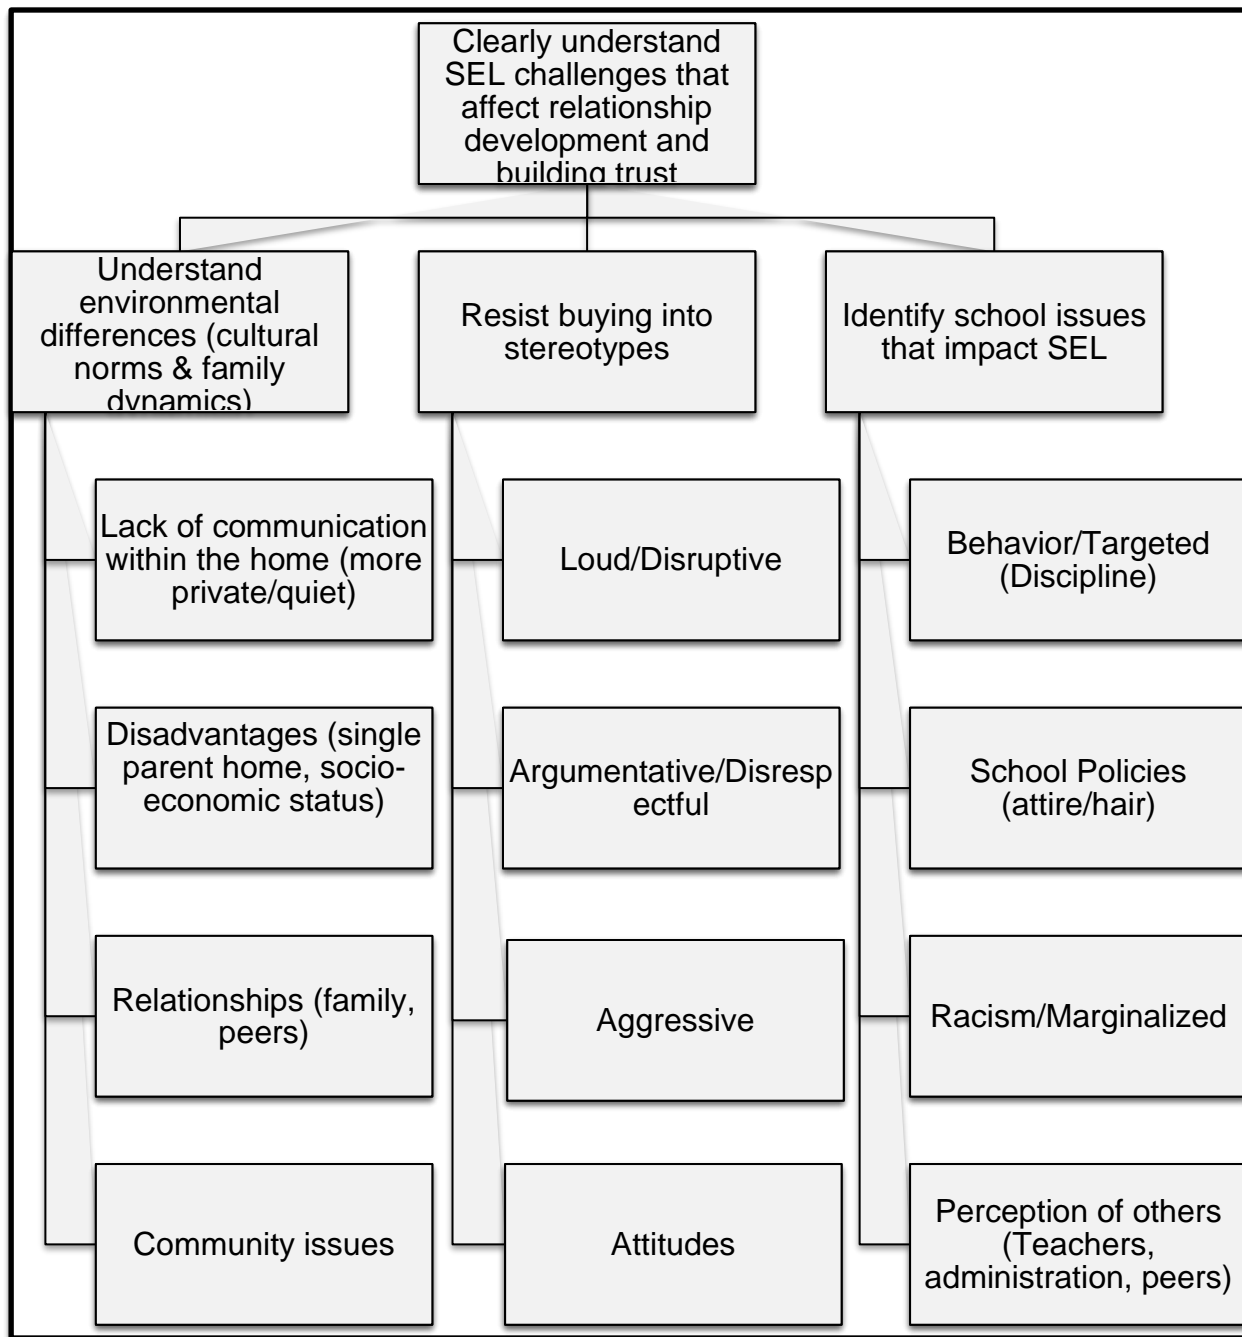 Clearly understand
SEL challenges that
affect relationship
development and
building trust
Understand
environmental
differences (cultural
norms & family
dynamics)
Resist buying into
stereotypes
Identify school issues
that impact SEL
Lack of communication
within the home (more
private/quiet)
Loud/Disruptive
Behavior/Targeted
(Discipline)
Disadvantages (single
parent home, socio-
economic status)
Argumentative/Disresp
ectful
School Policies
(attire/hair)
Relationships (family,
peers)
Aggressive
Racism/Marginalized
Community issues
Attitudes
Perception of others
(Teachers,
administration, peers)